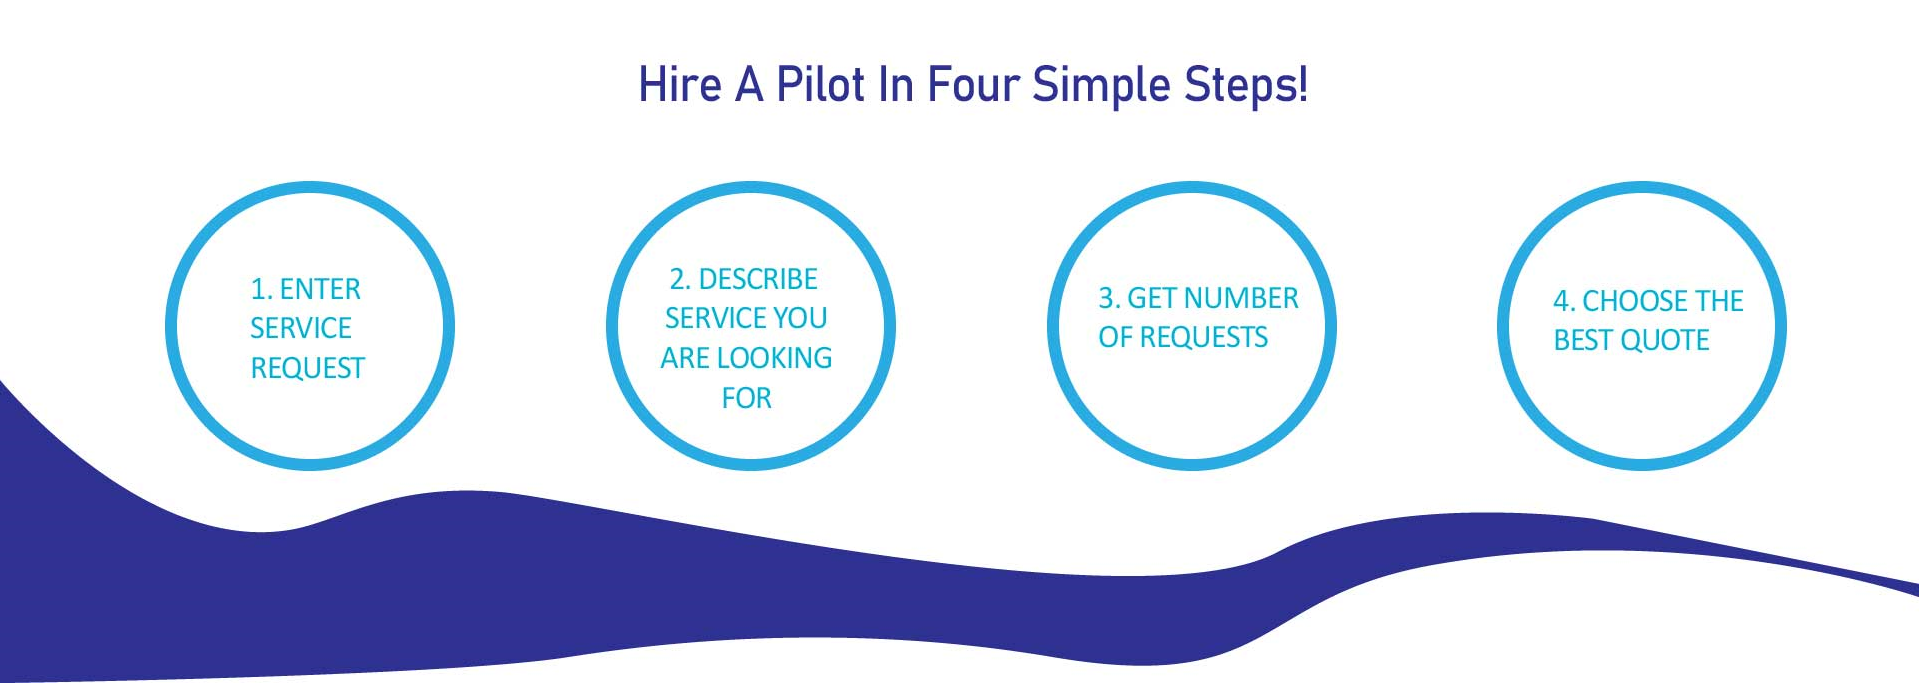 Hire A Pilot In Four Simple Steps!
1. ENTER
SERVICE
REQUEST
2. DESCRIBE
SERVICE YOU
ARE LOOKING
FOR
3. GET NUMBER
OF REQUESTS
4. CHOOSE THE
BEST QUOTE